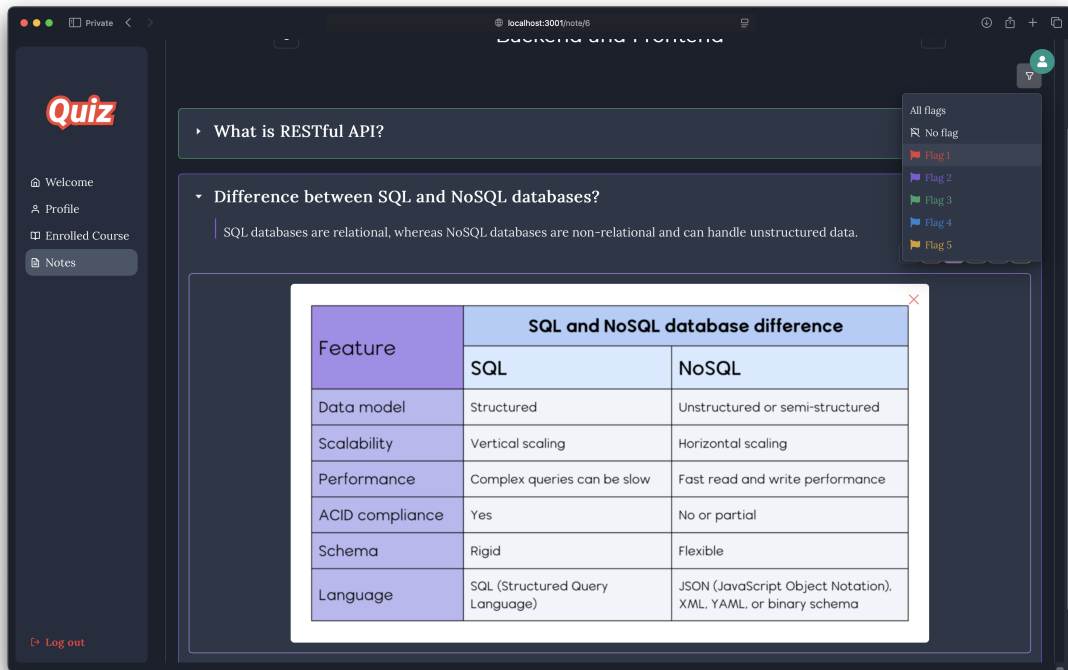 Private
localhost:3001/note/6
Backend and Frontend
Quiz
Welcome
Profile
Enrolled Course
Notes
Log out
All flags
No flag
Flag 1
Flag 2
Flag 3
Flag 4
Flag 5
What is RESTful API?
Difference between SQL and NoSQL databases?
SQL databases are relational, whereas NoSQL databases are non-relational and can handle unstructured data.
Feature
SQL and NoSQL database difference
SQL
NoSQL
Data model
Structured
Unstructured or semi-structured
Scalability
Vertical scaling
Horizontal scaling
Performance
Complex queries can be slow
Fast read and write performance
ACID compliance
Yes
No or partial
Schema
Rigid
Flexible
Language
SQL (Structured Query
Language)
JSON (JavaScript Object Notation),
XML, YAML, or binary schema